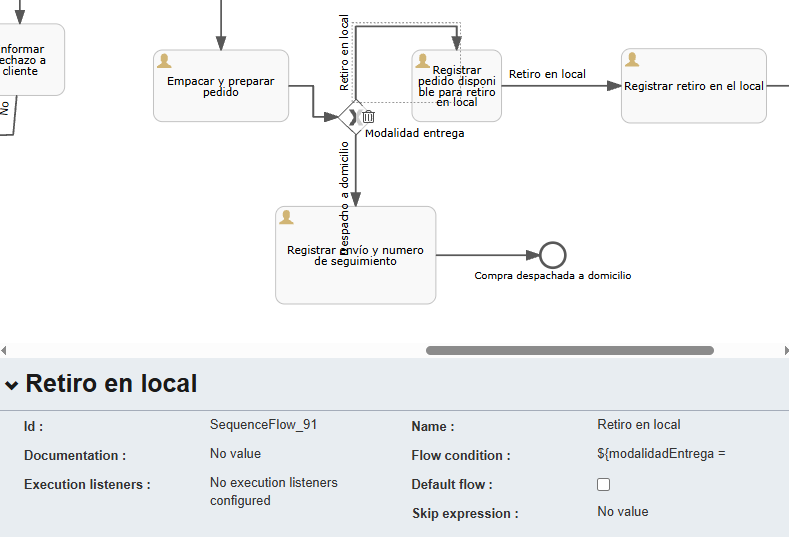 nformar
echazo a
cliente
No
Empacar y preparar
pedido
Retiro en local
Registrar
pedido disponi
ble para retiro
en local
Retiro en local
Registrar retiro en el local
Modalidad entrega
Despacho a domicilio
Registrar envío y numero
de seguimiento
Compra despachada a domicilio
Retiro en local
Id :
SequenceFlow_91
Name :
Retiro en local
Documentation :
No value
Flow condition :
${modalidadEntrega =
Execution listeners :
No execution listeners
configured
Default flow :
Skip expression :
No value